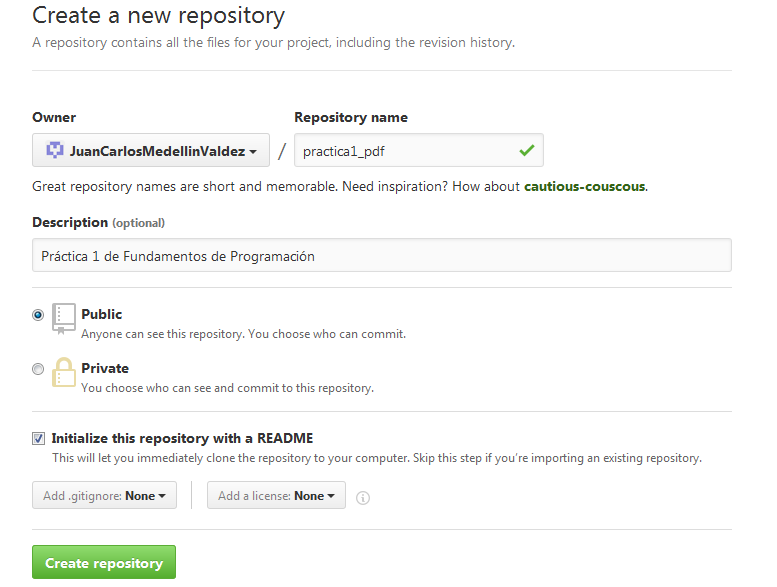 Create a new repository
A repository contains all the files for your project, including the revision history.
Owner
Repository name
JuanCarlosMedellinValdez
/
practica1_pdf
Great repository names are short and memorable. Need inspiration? How about cautious-couscous.
Description (optional)
Práctica 1 de Fundamentos de Programación
Public
Anyone can see this repository. You choose who can commit.
Private
You choose who can see and commit to this repository.
Initialize this repository with a README
This will let you immediately clone the repository to your computer. Skip this step if you're importing an existing repository.
Add .gitignore: None
Add a license: None
Create repository